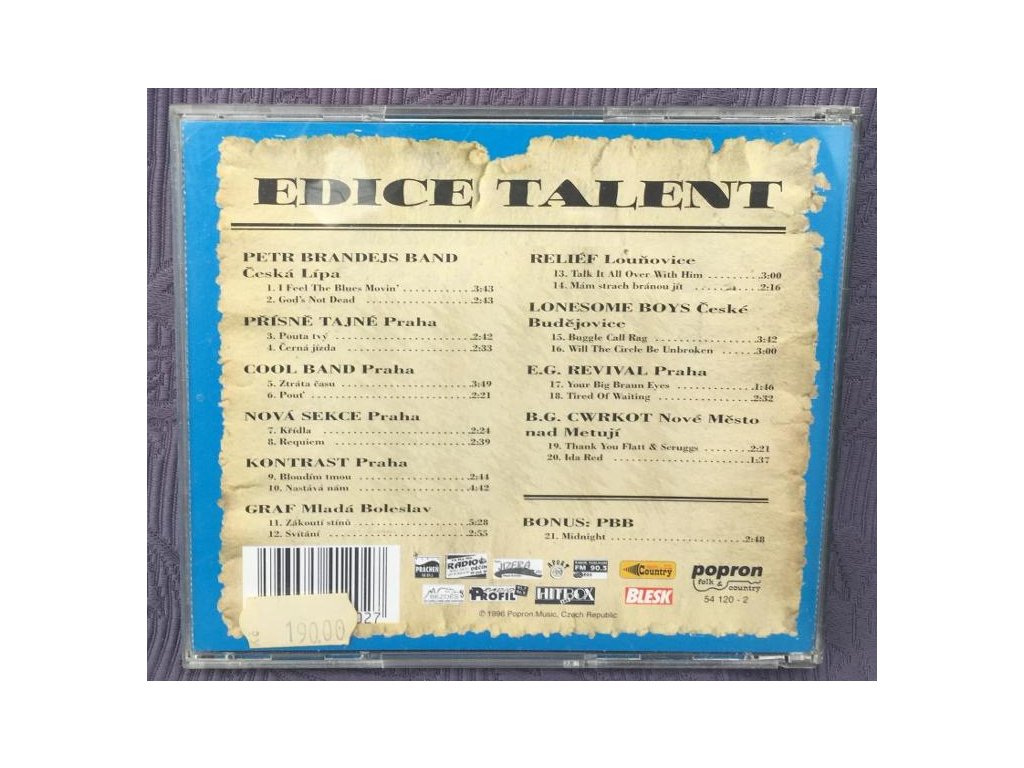 EDICE TALENT
PETR BRANDEJS BAND
Česká Lípa
1. I Feel The Blues Movin' 3:43
2. God's Not Dead 2:43
PŘÍSNĚ TAJNÉ Praha
3. Pouta tvý 2:42
4. Černá jízda 2:33
COOL BAND Praha
5. Ztráta času 3:49
6. Pouť 2:21
NOVÁ SEKCE Praha
7. Křídla 2:24
8. Requiem 2:39
KONTRAST Praha
9. Bloudím tmou 2:44
10. Nastává nám 4:42
GRAF Mladá Boleslav
11. Zákoutí stínů 5:28
12. Svítání 2:55
RELIÉF Louňovice
13. Talk It All Over With Him 3:00
14. Mám strach bránou jít 2:16
LONESOME BOYS České
Budějovice
15. Buggle Call Rag 3:42
16. Will The Circle Be Unbroken 3:00
E.G. REVIVAL Praha
17. Your Big Braun Eyes 1:46
18. Tired Of Waiting 2:32
B.G. CWRKOT Nové Město
nad Metují
19. Thank You Flatt & Scruggs 2:21
20. Ida Red 1:37
BONUS: PBB
21. Midnight 2:48
PRACHEN
RADIO
JIZERA
FM 90.3
Country
popron
folk & country
54 120 - 2
PROFIL
HITBOX
BLESK
© 1996 Popron Music, Czech Republic
027
190.00